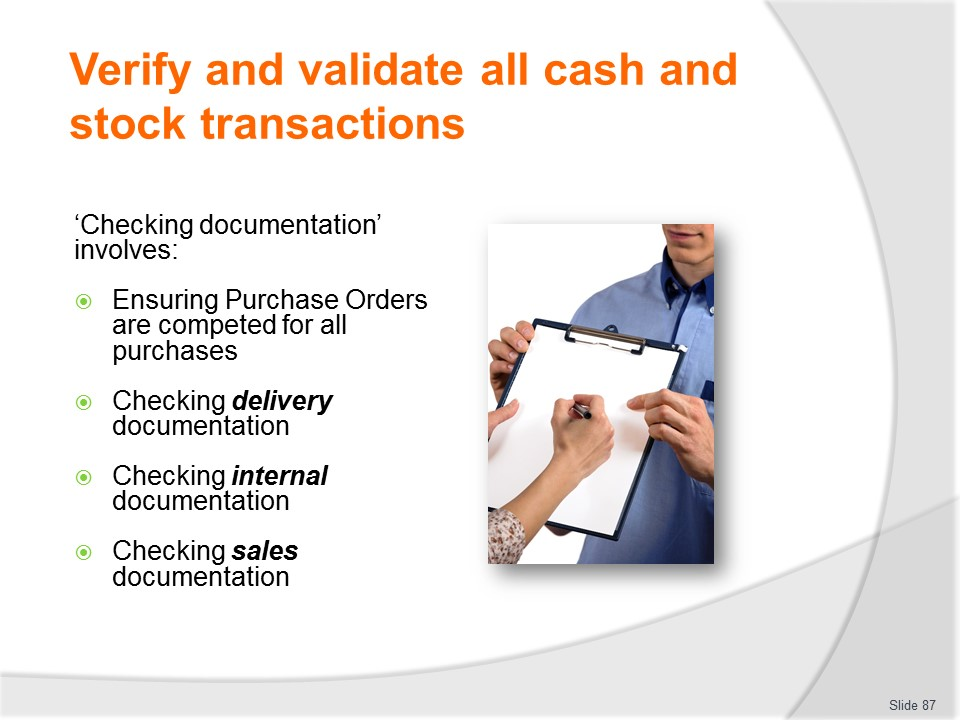 Verify and validate all cash and
stock transactions
‘Checking documentation’
involves:
Ensuring Purchase Orders
are competed for all
purchases
Checking delivery
documentation
Checking internal
documentation
Checking sales
documentation
Slide 87